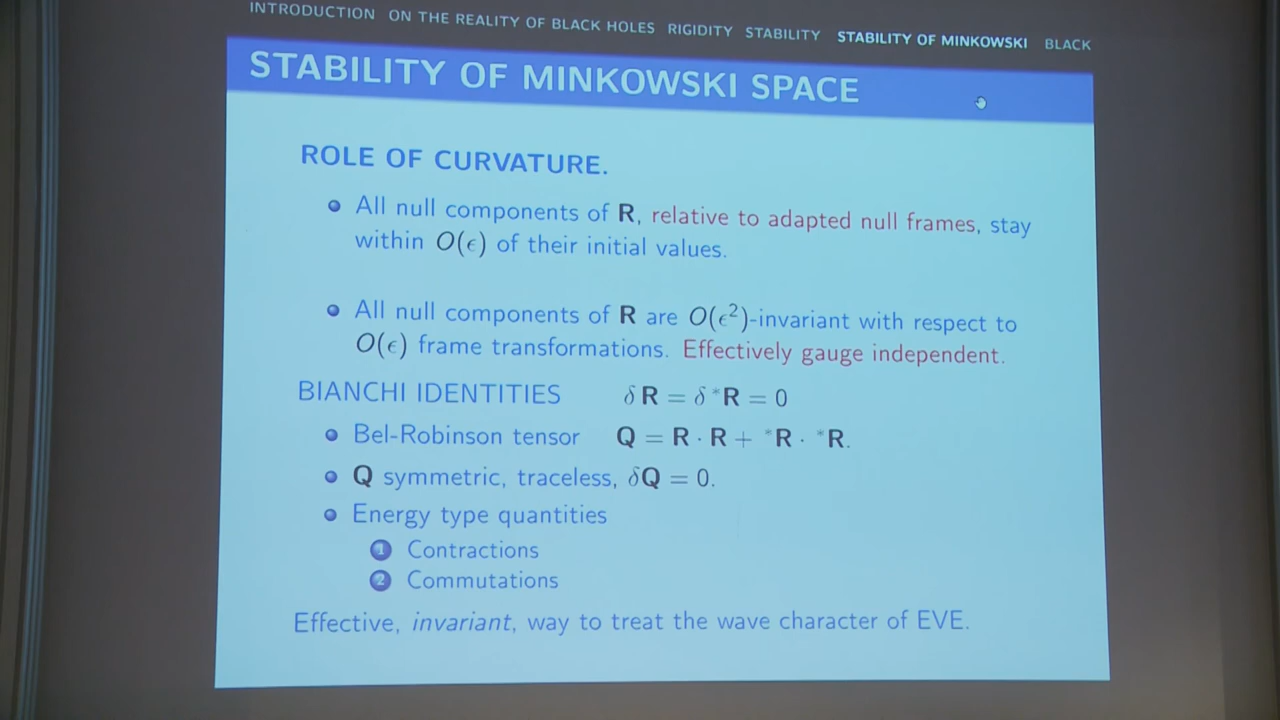 INTRODUCTION ON THE REALITY OF BLACK HOLES RIGIDITY STABILITY STABILITY OF MINKOWSKI BLACK
STABILITY OF MINKOWSKI SPACE
ROLE OF CURVATURE.
All null components of R, relative to adapted null frames, stay
within O(ϵ) of their initial values.
All null components of R are O(ϵ²)-invariant with respect to
O(ϵ) frame transformations. Effectively gauge independent.
BIANCHI IDENTITIES δ R = δ *R = 0
Bel-Robinson tensor Q = R · R + *R · *R.
Q symmetric, traceless, δQ = 0.
Energy type quantities
1 Contractions
2 Commutations
Effective, invariant, way to treat the wave character of EVE.